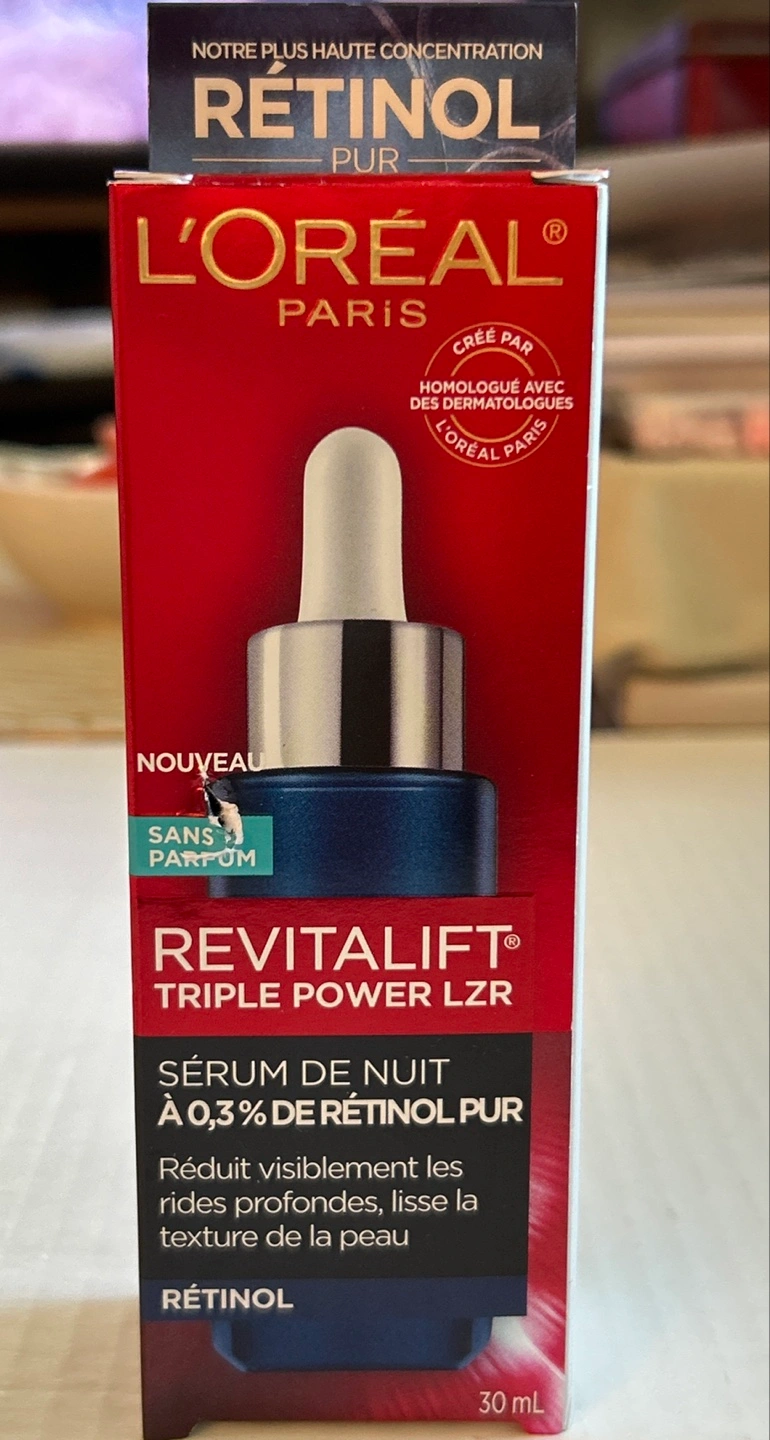 NOTRE PLUS HAUTE CONCENTRATION
RÉTINOL
PUR
L'ORÉAL®
PARiS
CRÉÉ PAR
HOMOLOGUÉ AVEC
DES DERMATOLOGUES
L'ORÉAL PARIS
NOUVEAU
SANS
PARFUM
REVITALIFT®
TRIPLE POWER LZR
SÉRUM DE NUIT
À 0,3 % DE RÉTINOL PUR
Réduit visiblement les
rides profondes, lisse la
texture de la peau
RÉTINOL
30 mL